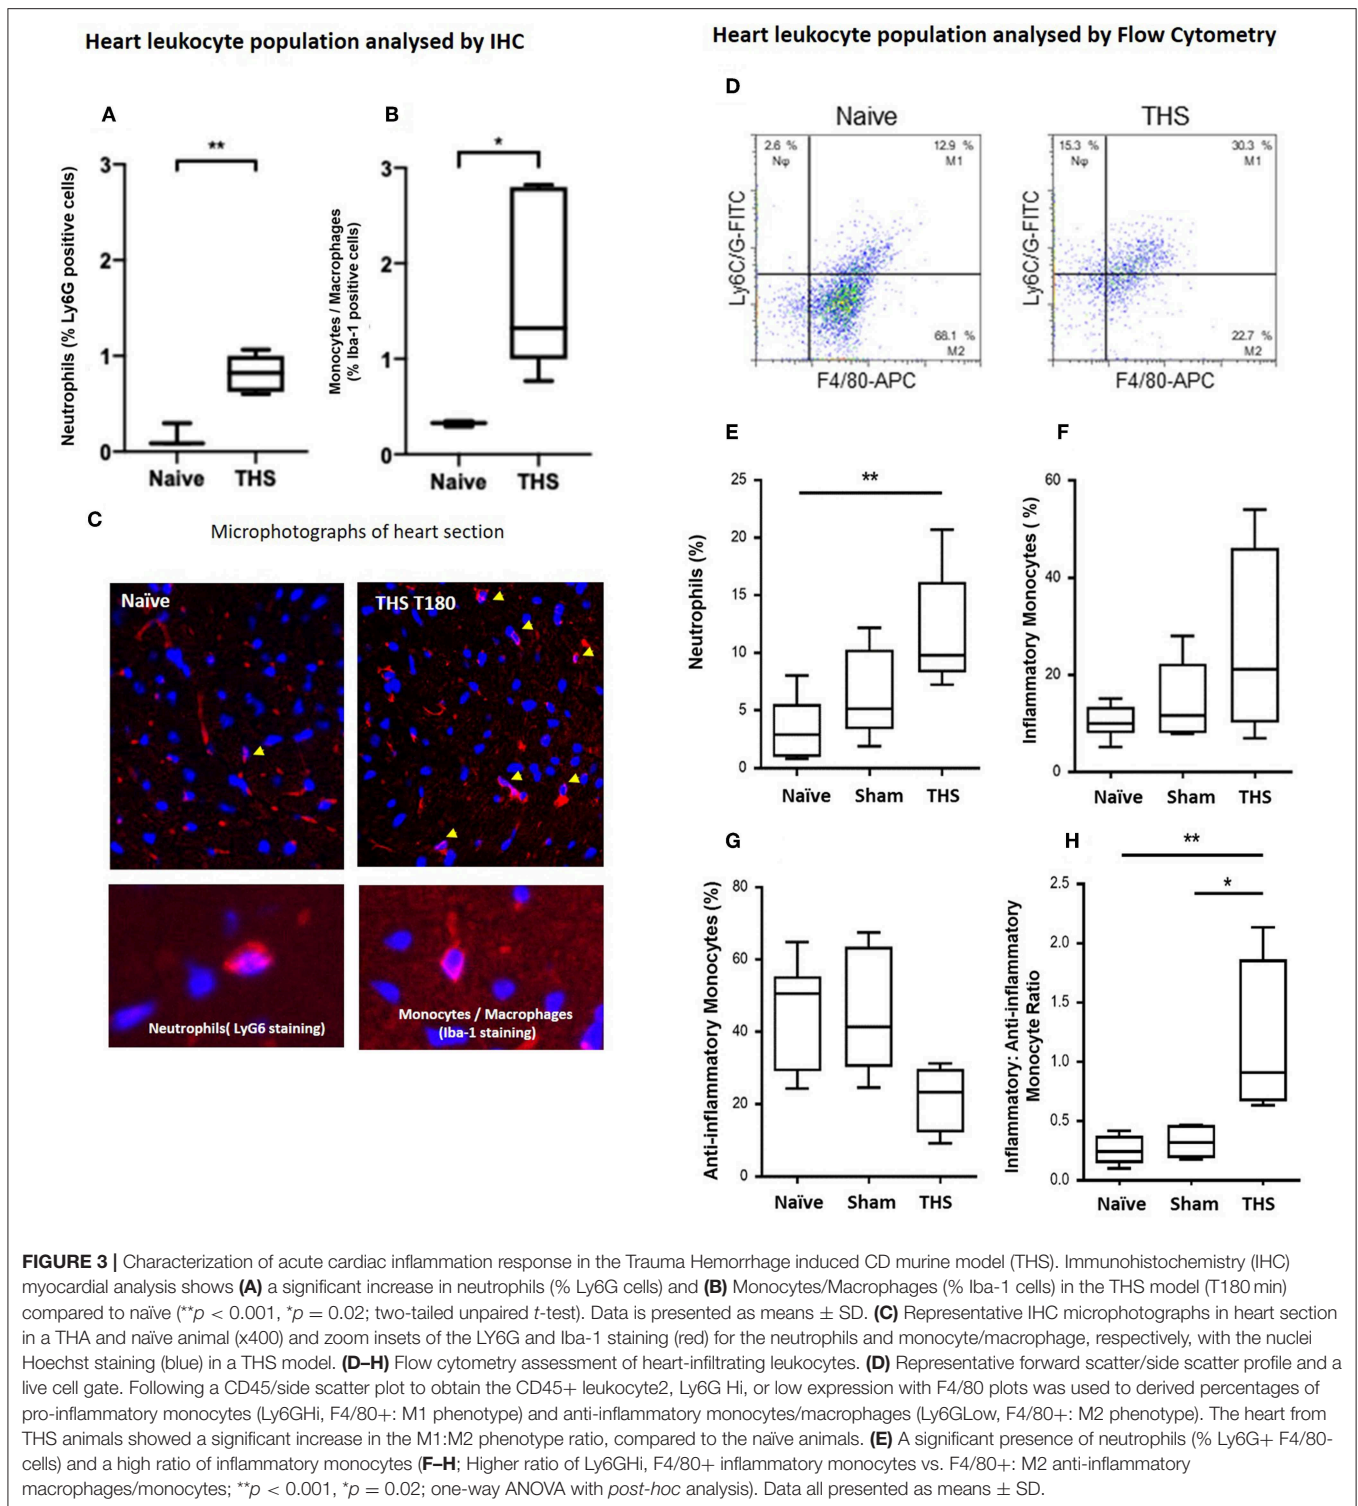 Heart leukocyte population analysed by IHC
A
**
Neutrophils (% Ly6G positive cells)
3
2
1
0
Naive THS
B
*
Monocytes / Macrophages
(% Iba-1 positive cells)
3
2
1
0
Naive THS
C
Microphotographs of heart section
Naïve
THS T180
Neutrophils( LyG6 staining)
Monocytes / Macrophages
(Iba-1 staining)
Heart leukocyte population analysed by Flow Cytometry
D
Naive
2.6 %
Nφ
12.9 %
M1
68.1 %
M2
Ly6C/G-FITC
F4/80-APC
THS
15.3 %
Nφ
30.3 %
M1
22.7 %
M2
Ly6C/G-FITC
F4/80-APC
E
**
Neutrophils (%)
25
20
15
10
5
0
Naïve Sham THS
F
Inflammatory Monocytes ( %)
60
40
20
0
Naïve Sham THS
G
Anti-inflammatory Monocytes (%)
80
60
40
20
0
Naïve Sham THS
H
**
*
Inflammatory: Anti-inflammatory
Monocyte Ratio
2.5
2.0
1.5
1.0
0.5
0.0
Naïve Sham THS
FIGURE 3 | Characterization of acute cardiac inflammation response in the Trauma Hemorrhage induced CD murine model (THS). Immunohistochemistry (IHC)
myocardial analysis shows (A) a significant increase in neutrophils (% Ly6G cells) and (B) Monocytes/Macrophages (% Iba-1 cells) in the THS model (T180 min)
compared to naïve (**p < 0.001, *p = 0.02; two-tailed unpaired t-test). Data is presented as means ± SD. (C) Representative IHC microphotographs in heart section
in a THA and naïve animal (x400) and zoom insets of the LY6G and Iba-1 staining (red) for the neutrophils and monocyte/macrophage, respectively, with the nuclei
Hoechst staining (blue) in a THS model. (D–H) Flow cytometry assessment of heart-infiltrating leukocytes. (D) Representative forward scatter/side scatter profile and a
live cell gate. Following a CD45/side scatter plot to obtain the CD45+ leukocyte2, Ly6G Hi, or low expression with F4/80 plots was used to derived percentages of
pro-inflammatory monocytes (Ly6GHi, F4/80+: M1 phenotype) and anti-inflammatory monocytes/macrophages (Ly6GLow, F4/80+: M2 phenotype). The heart from
THS animals showed a significant increase in the M1:M2 phenotype ratio, compared to the naïve animals. (E) A significant presence of neutrophils (% Ly6G+ F4/80-
cells) and a high ratio of inflammatory monocytes (F–H; Higher ratio of Ly6GHi, F4/80+ inflammatory monocytes vs. F4/80+: M2 anti-inflammatory
macrophages/monocytes; **p < 0.001, *p = 0.02; one-way ANOVA with post-hoc analysis). Data all presented as means ± SD.